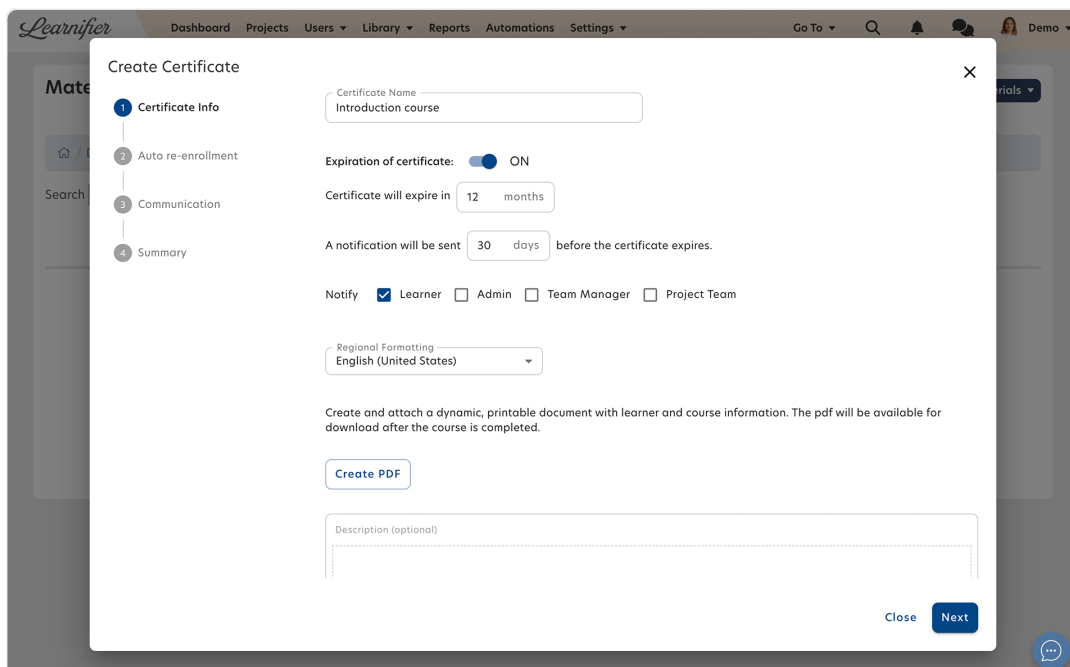 Learnifier
Dashboard Projects Users Library Reports Automations Settings Go To Demo
Create Certificate
Mate
rials
1 Certificate Info
Certificate Name
Introduction course
2 Auto re-enrollment
Expiration of certificate: ON
Search
Certificate will expire in 12 months
3 Communication
A notification will be sent 30 days before the certificate expires.
4 Summary
Notify Learner Admin Team Manager Project Team
Regional Formatting
English (United States)
Create and attach a dynamic, printable document with learner and course information. The pdf will be available for
download after the course is completed.
Create PDF
Description (optional)
Close Next